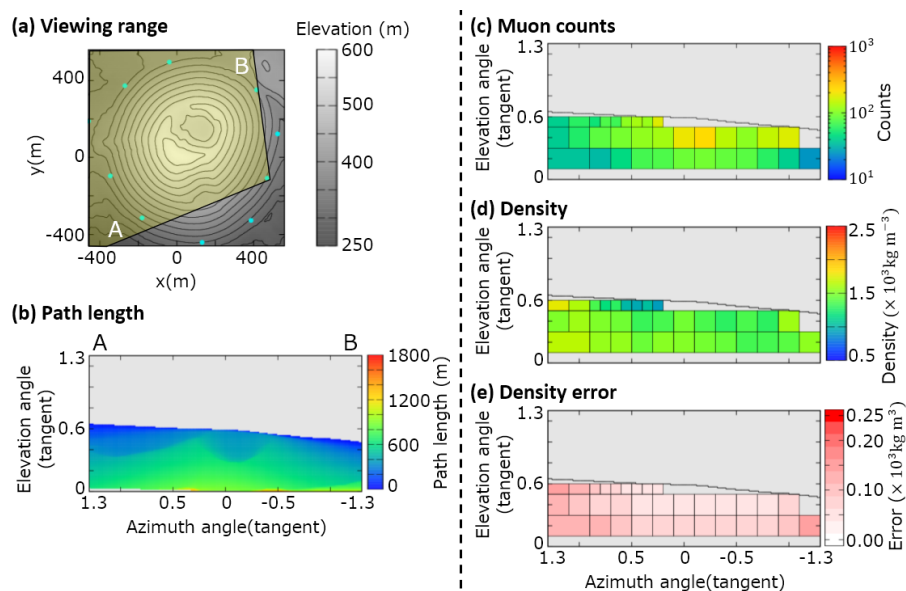 (a) Viewing range
Elevation (m)
B
A
400
0
-400
y(m)
-400
0
400
x(m)
600
500
400
250
(b) Path length
A
B
1.3
0.6
0
Elevation angle
(tangent)
1.3
0.5
0
-0.5
-1.3
Azimuth angle(tangent)
1800
1200
600
0
Path length (m)
(c) Muon counts
1.3
0.6
0
Elevation angle
(tangent)
10³
10²
10¹
Counts
(d) Density
1.3
0.6
0
Elevation angle
(tangent)
2.5
1.5
0.5
Density (× 10³kg m⁻³)
(e) Density error
1.3
0.6
0
Elevation angle
(tangent)
1.3
0.5
0
-0.5
-1.3
Azimuth angle(tangent)
0.25
0.20
0.10
0.00
Error (× 10³kg m³)